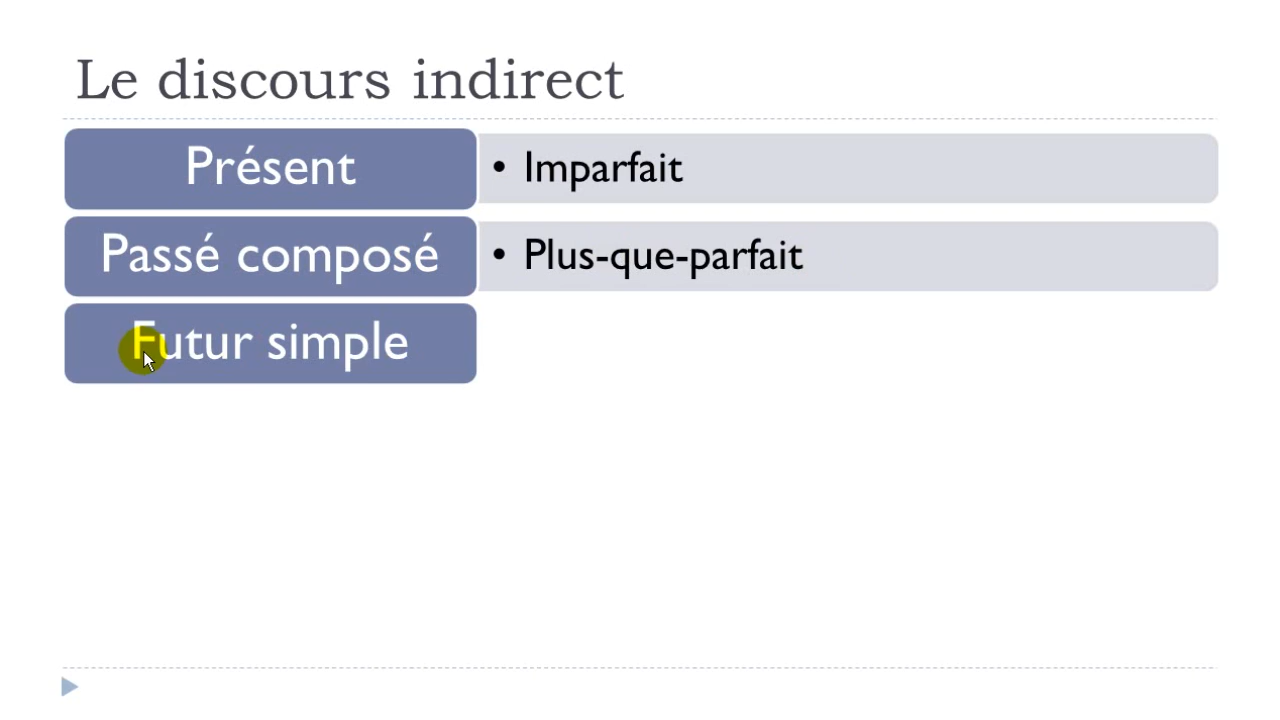 Le discours indirect
Présent
• Imparfait
Passé composé
• Plus-que-parfait
Futur simple